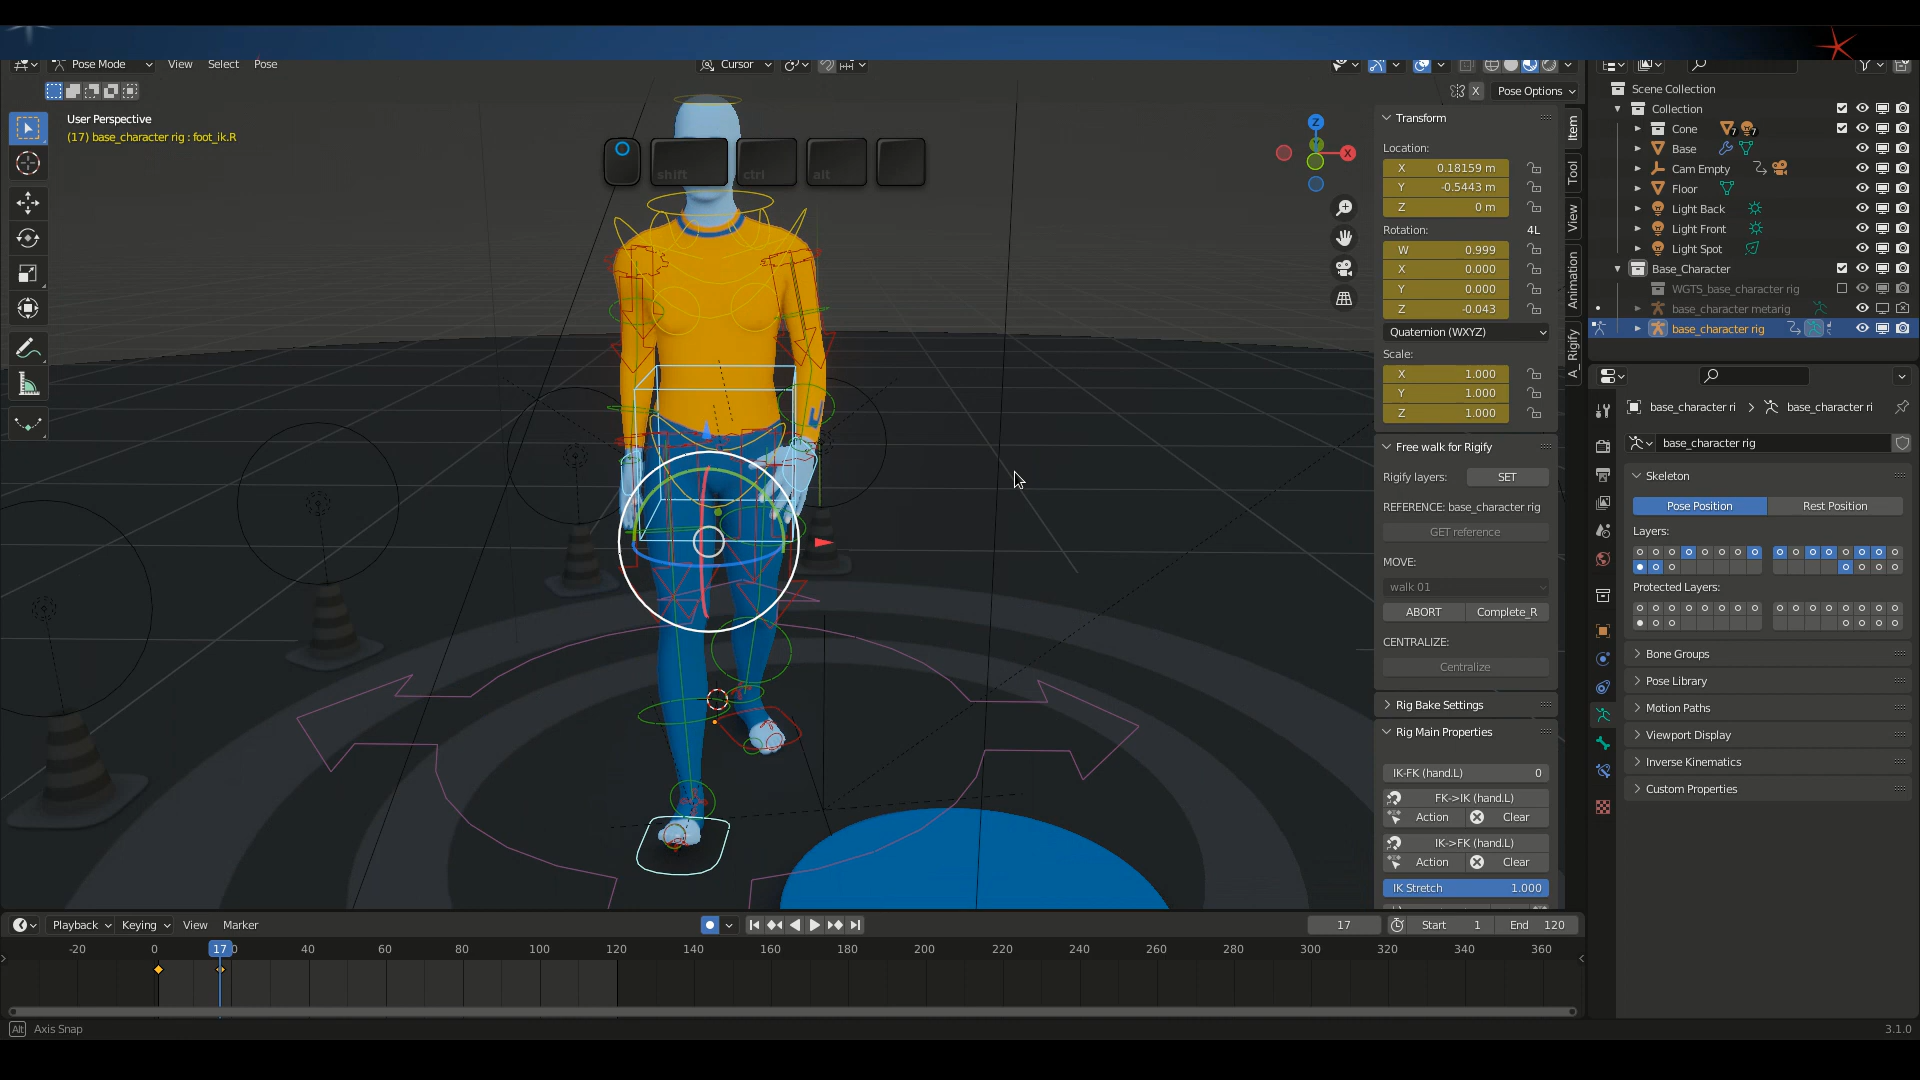 Pose Mode View Select Pose Cursor
X Pose Options
User Perspective
(17) base_character rig : foot_ik.R
shift ctrl alt
Z
X
Transform
Location:
X 0.18159 m
Y -0.5443 m
Z 0 m
Rotation: 4L
W 0.999
X 0.000
Y 0.000
Z -0.043
Quaternion (WXYZ)
Scale:
X 1.000
Y 1.000
Z 1.000
Free walk for Rigify
Rigify layers: SET
REFERENCE: base_character rig
GET reference
MOVE:
walk 01
ABORT Complete_R
CENTRALIZE:
Centralize
Rig Bake Settings
Rig Main Properties
IK-FK (hand.L) 0
FK->IK (hand.L)
Action Clear
IK->FK (hand.L)
Action Clear
IK Stretch 1.000
Item
Tool
View
Animation
A_Rigify
Scene Collection
Collection
Cone 7 7
Base
Cam Empty
Floor
Light Back
Light Front
Light Spot
Base_Character
WGTS_base_character rig
base_character metarig
base_character rig
base_character ri > base_character ri
base_character rig
Skeleton
Pose Position Rest Position
Layers:
Protected Layers:
Bone Groups
Pose Library
Motion Paths
Viewport Display
Inverse Kinematics
Custom Properties
Playback Keying View Marker
17 Start 1 End 120
-20 0 17 40 60 80 100 120 140 160 180 200 220 240 260 280 300 320 340 360
Alt Axis Snap
3.1.0